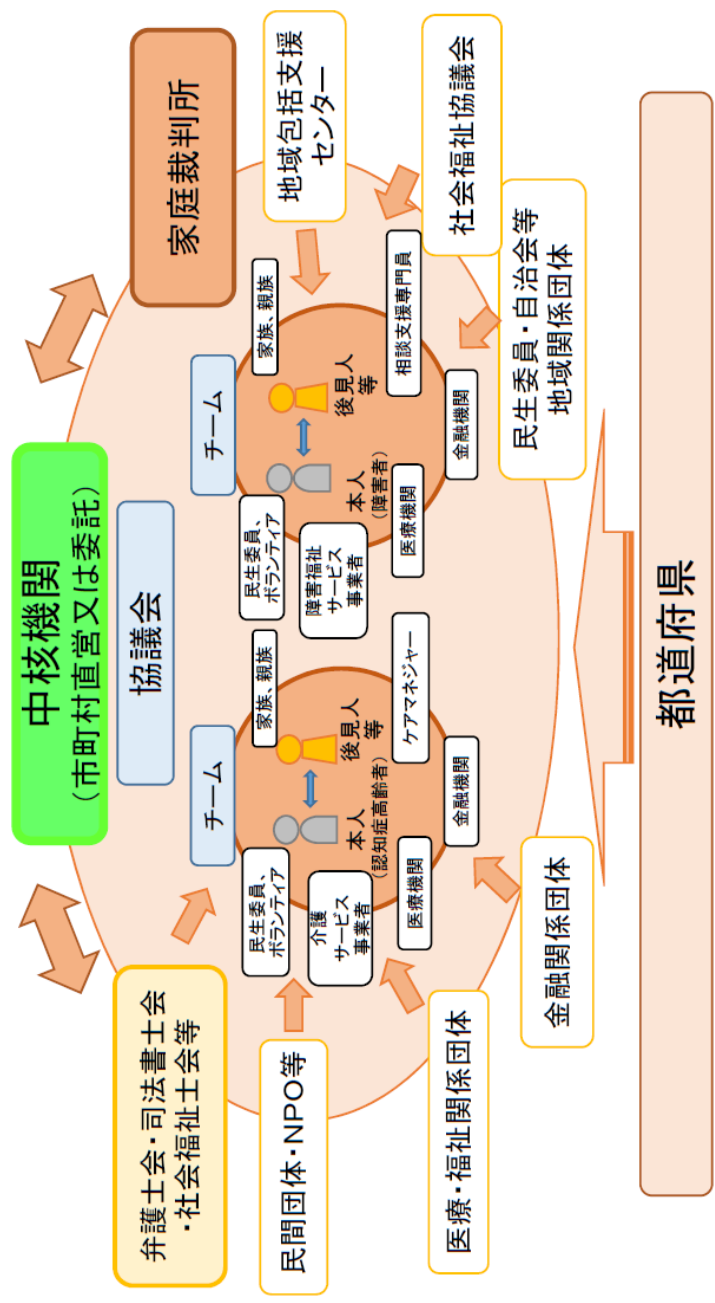 中核機関
（市町村直営又は委託）
協議会
弁護士会・司法書士会
・社会福祉士会等
家庭裁判所
民間団体・NPO等
地域包括支援
センター
チーム
民生委員、
ボランティア
家族、親族
介護
サービス
事業者
本人
（認知症高齢者）
後見人
等
医療機関
ケアマネジャー
金融機関
チーム
民生委員、
ボランティア
家族、親族
障害福祉
サービス
事業者
本人
（障害者）
後見人
等
医療機関
相談支援専門員
金融機関
医療・福祉関係団体
社会福祉協議会
金融関係団体
民生委員・自治会等
地域関係団体
都道府県